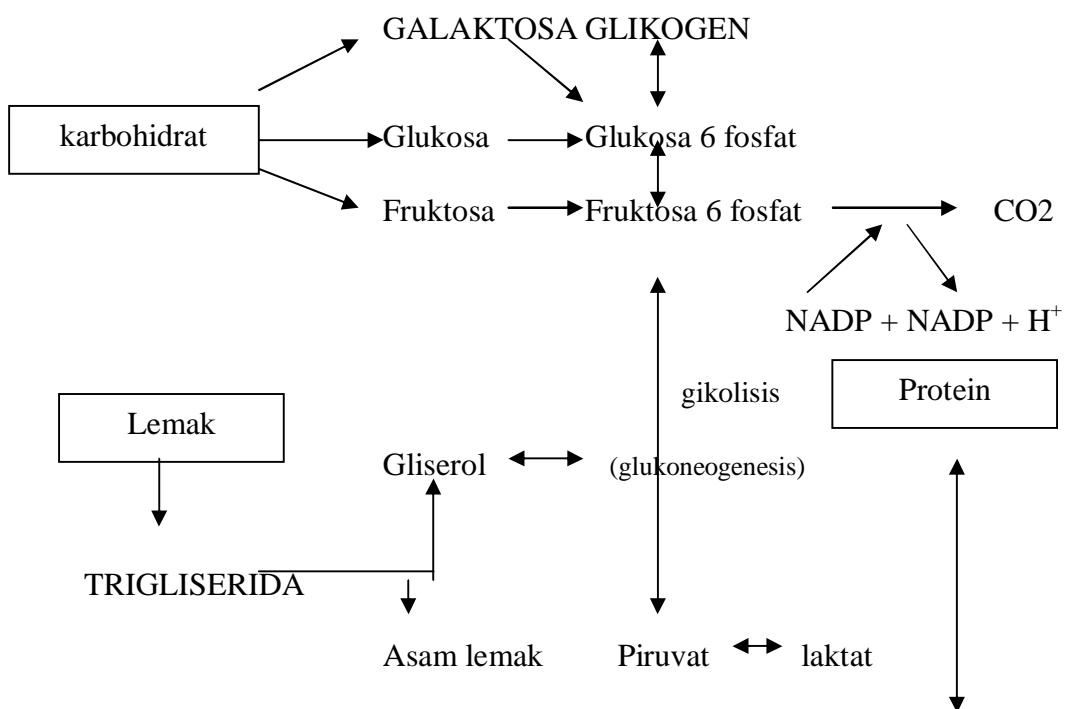 GALAKTOSA GLIKOGEN
karbohidrat
Glukosa
Glukosa 6 fosfat
Fruktosa
Fruktosa 6 fosfat
CO2
NADP + NADP + H⁺
gikolisis
Protein
Lemak
Gliserol
(glukoneogenesis)
TRIGLISERIDA
Asam lemak
Piruvat
laktat